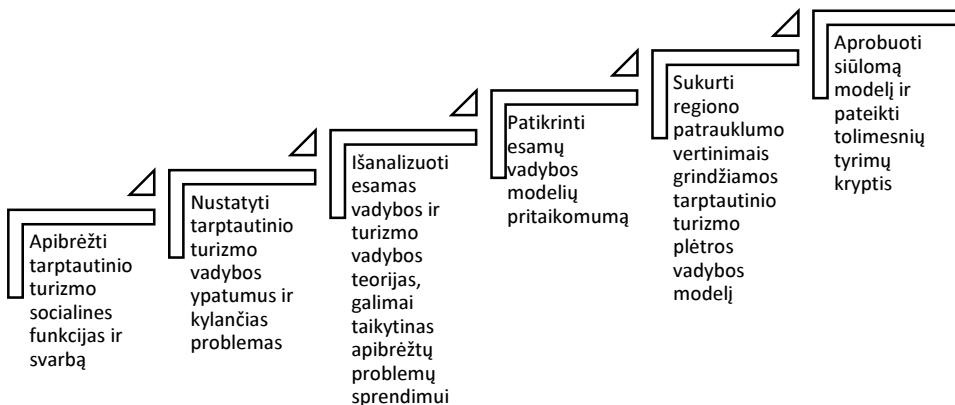 Apibrėžti
tarptautinio
turizmo
socialines
funkcijas ir
svarbą
Nustatyti
tarptautinio
turizmo
vadybos
ypatumus ir
kylančias
problemas
Išanalizuoti
esamas
vadybos ir
turizmo
vadybos
teorijas,
galimai
taikytinas
apibrėžtų
problemų
sprendimui
Patikrinti
esamų
vadybos
modelių
pritaikomumą
Sukurti
regiono
patrauklumo
vertinimais
grindžiamos
tarptautinio
turizmo
plėtros
vadybos
modelį
Aprobuoti
siūlomą
modelį ir
pateikti
tolimesnių
tyrimų
kryptis